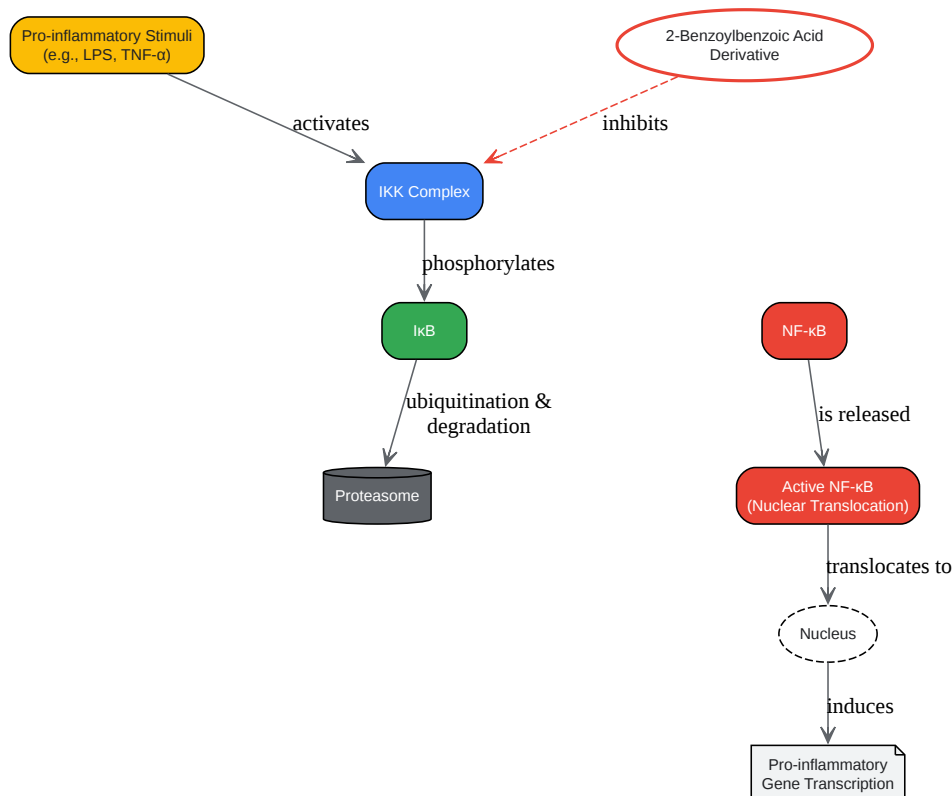 Pro-inflammatory Stimuli
(e.g., LPS, TNF-α)
2-Benzoylbenzoic Acid
Derivative
activates
inhibits
IKK Complex
phosphorylates
IκB
NF-κB
ubiquitination &
degradation
is released
Proteasome
Active NF-κB
(Nuclear Translocation)
translocates to
Nucleus
induces
Pro-inflammatory
Gene Transcription